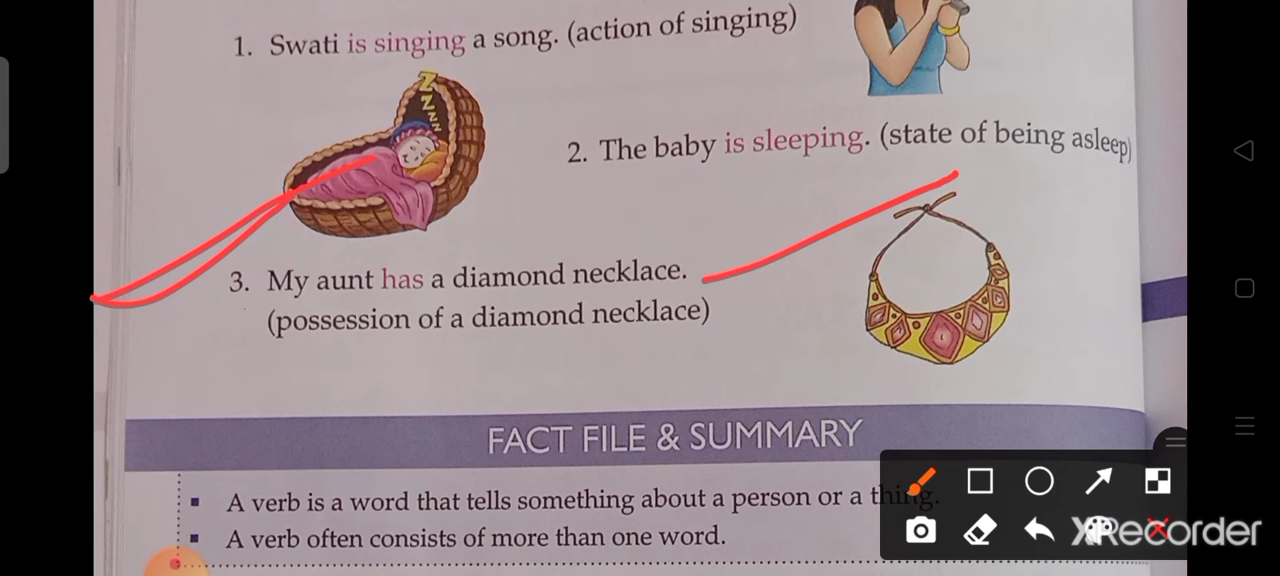 1. Swati is singing a song. (action of singing)
Z
Z
N
N
N
2. The baby is sleeping. (state of being asleep)
3. My aunt has a diamond necklace.
(possession of a diamond necklace)
FACT FILE & SUMMARY
▪ A verb is a word that tells something about a person or a thing.
▪ A verb often consists of more than one word.
XRecorder